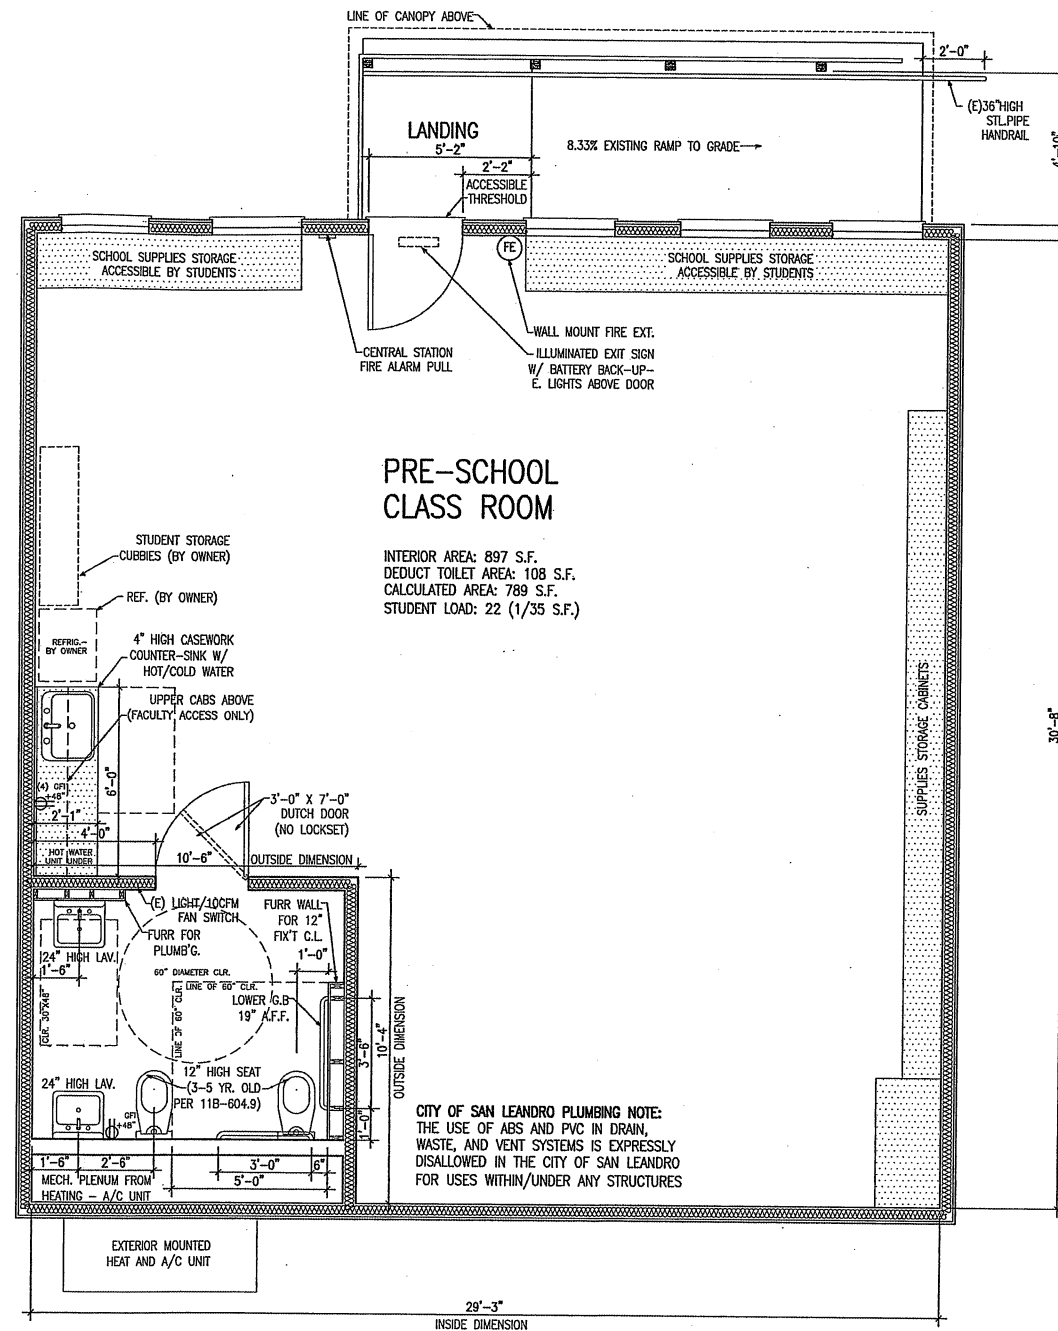 LINE OF CANOPY ABOVE
2'-0"
(E)36"HIGH
STL.PIPE
HANDRAIL
4'-10"
LANDING
5'-2"
8.33% EXISTING RAMP TO GRADE
2'-2"
ACCESSIBLE
THRESHOLD
SCHOOL SUPPLIES STORAGE
ACCESSIBLE BY STUDENTS
FE
SCHOOL SUPPLIES STORAGE
ACCESSIBLE BY STUDENTS
WALL MOUNT FIRE EXT.
CENTRAL STATION
FIRE ALARM PULL
ILLUMINATED EXIT SIGN
W/ BATTERY BACK-UP-
E. LIGHTS ABOVE DOOR
PRE-SCHOOL
CLASS ROOM
INTERIOR AREA: 897 S.F.
DEDUCT TOILET AREA: 108 S.F.
CALCULATED AREA: 789 S.F.
STUDENT LOAD: 22 (1/35 S.F.)
STUDENT STORAGE
CUBBIES (BY OWNER)
REF. (BY OWNER)
REFRIG.-
BY OWNER
4" HIGH CASEWORK
COUNTER-SINK W/
HOT/COLD WATER
UPPER CABS ABOVE
(FACULTY ACCESS ONLY)
SUPPLIES STORAGE CABINETS
30'-8"
6'-0"
(4) GFI
+48"
2'-1"
4'-0"
HOT WATER
UNIT UNDER
3'-0" X 7'-0"
DUTCH DOOR
(NO LOCKSET)
10'-6"
OUTSIDE DIMENSION
(E) LIGHT/10CFM
FAN SWITCH
FURR FOR
PLUMB'G.
FURR WALL
FOR 12"
FIX'T C.L.
1'-0"
24" HIGH LAV.
1'-6"
60" DIAMETER CLR.
LINE OF 60" CLR.
LINE OF 60" CLR.
CLR. 30"X48"
LOWER G.B
19" A.F.F.
3'-6"
10'-4"
OUTSIDE DIMENSION
1'-0"
24" HIGH LAV.
12" HIGH SEAT
(3-5 YR. OLD
PER 11B-604.9)
GFI
+48"
CITY OF SAN LEANDRO PLUMBING NOTE:
THE USE OF ABS AND PVC IN DRAIN,
WASTE, AND VENT SYSTEMS IS EXPRESSLY
DISALLOWED IN THE CITY OF SAN LEANDRO
FOR USES WITHIN/UNDER ANY STRUCTURES
1'-6"
2'-6"
3'-0"
6"
5'-0"
MECH. PLENUM FROM
HEATING - A/C UNIT
EXTERIOR MOUNTED
HEAT AND A/C UNIT
29'-3"
INSIDE DIMENSION